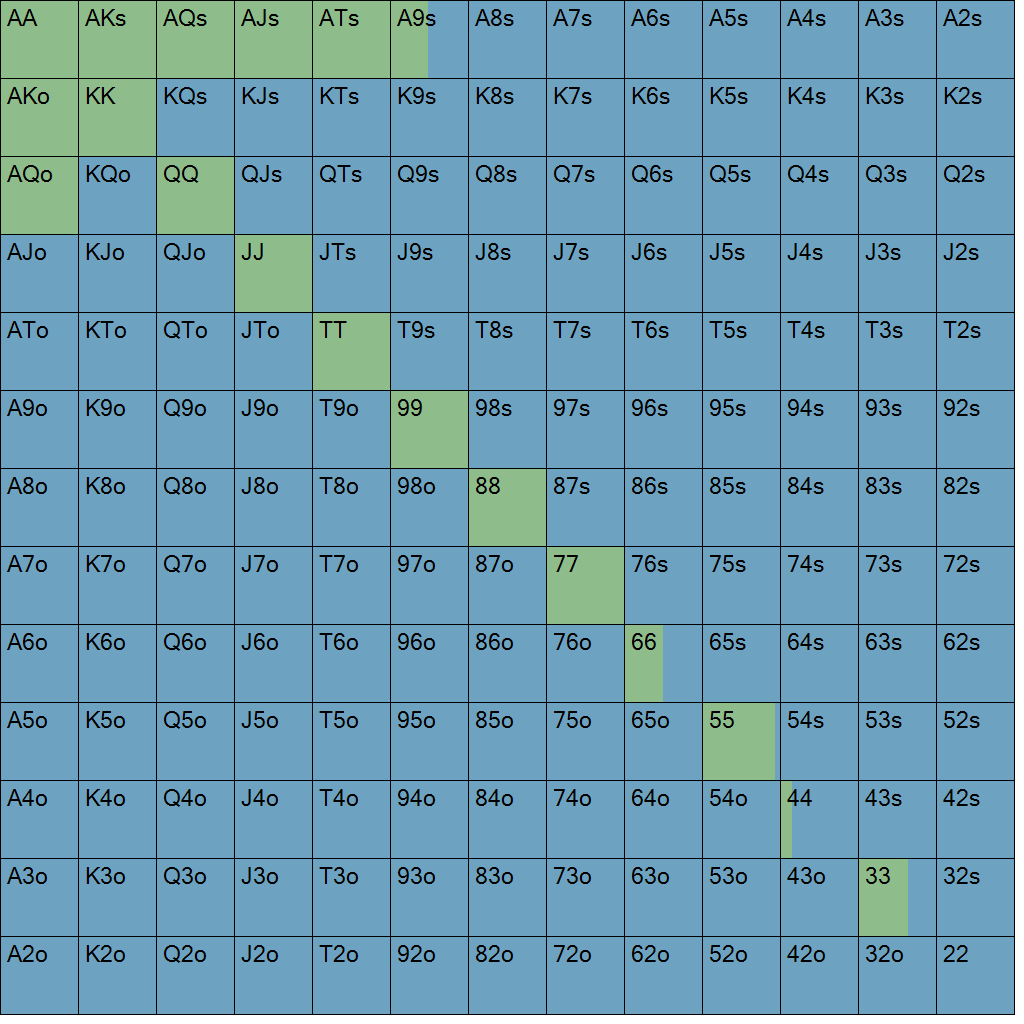 AA AKs AQs AJs ATs A9s A8s A7s A6s A5s A4s A3s A2s
AKo KK KQs KJs KTs K9s K8s K7s K6s K5s K4s K3s K2s
AQo KQo QQ QJs QTs Q9s Q8s Q7s Q6s Q5s Q4s Q3s Q2s
AJo KJo QJo JJ JTs J9s J8s J7s J6s J5s J4s J3s J2s
ATo KTo QTo JTo TT T9s T8s T7s T6s T5s T4s T3s T2s
A9o K9o Q9o J9o T9o 99 98s 97s 96s 95s 94s 93s 92s
A8o K8o Q8o J8o T8o 98o 88 87s 86s 85s 84s 83s 82s
A7o K7o Q7o J7o T7o 97o 87o 77 76s 75s 74s 73s 72s
A6o K6o Q6o J6o T6o 96o 86o 76o 66 65s 64s 63s 62s
A5o K5o Q5o J5o T5o 95o 85o 75o 65o 55 54s 53s 52s
A4o K4o Q4o J4o T4o 94o 84o 74o 64o 54o 44 43s 42s
A3o K3o Q3o J3o T3o 93o 83o 73o 63o 53o 43o 33 32s
A2o K2o Q2o J2o T2o 92o 82o 72o 62o 52o 42o 32o 22